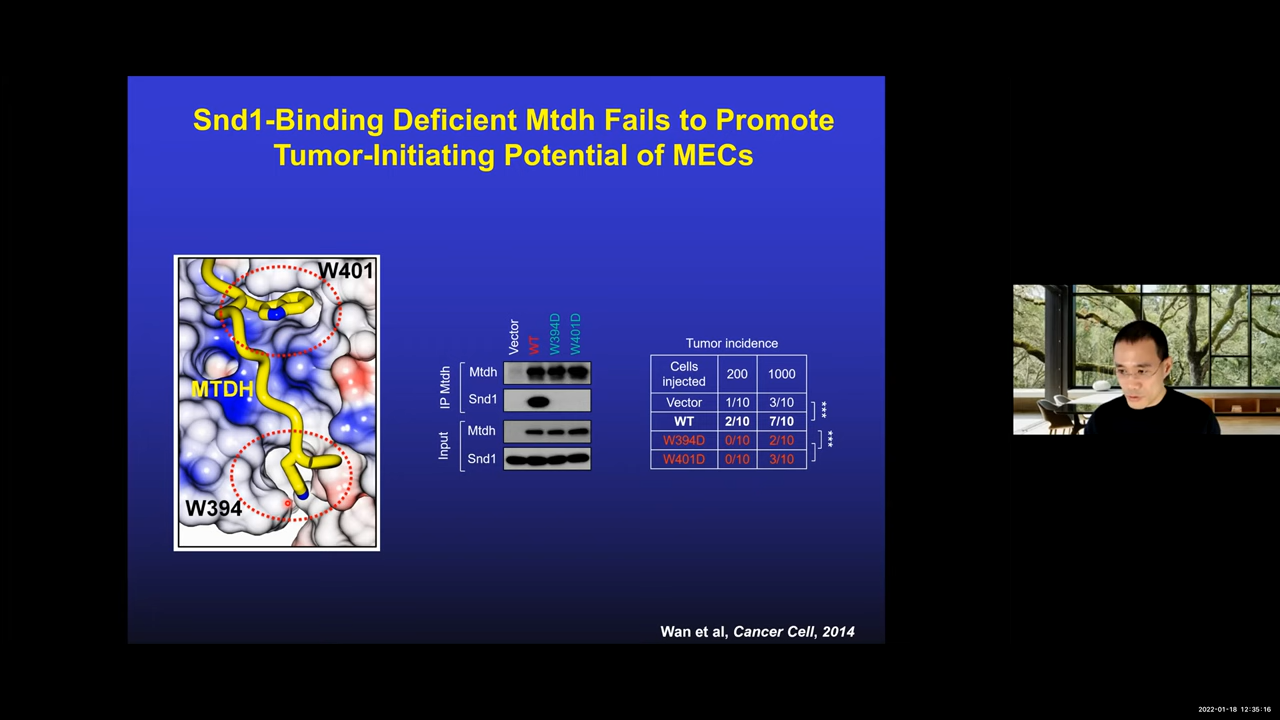 Snd1-Binding Deficient Mtdh Fails to Promote
Tumor-Initiating Potential of MECs
W401
MTDH
W394
Vector
WT
W394D
W401D
IP Mtdh
Mtdh
Snd1
Input
Mtdh
Snd1
Tumor incidence
Cells injected 200 1000
Vector 1/10 3/10
WT 2/10 7/10
W394D 0/10 2/10
W401D 0/10 3/10
***
***
Wan et al, Cancer Cell, 2014
2022-01-18 12:35:16